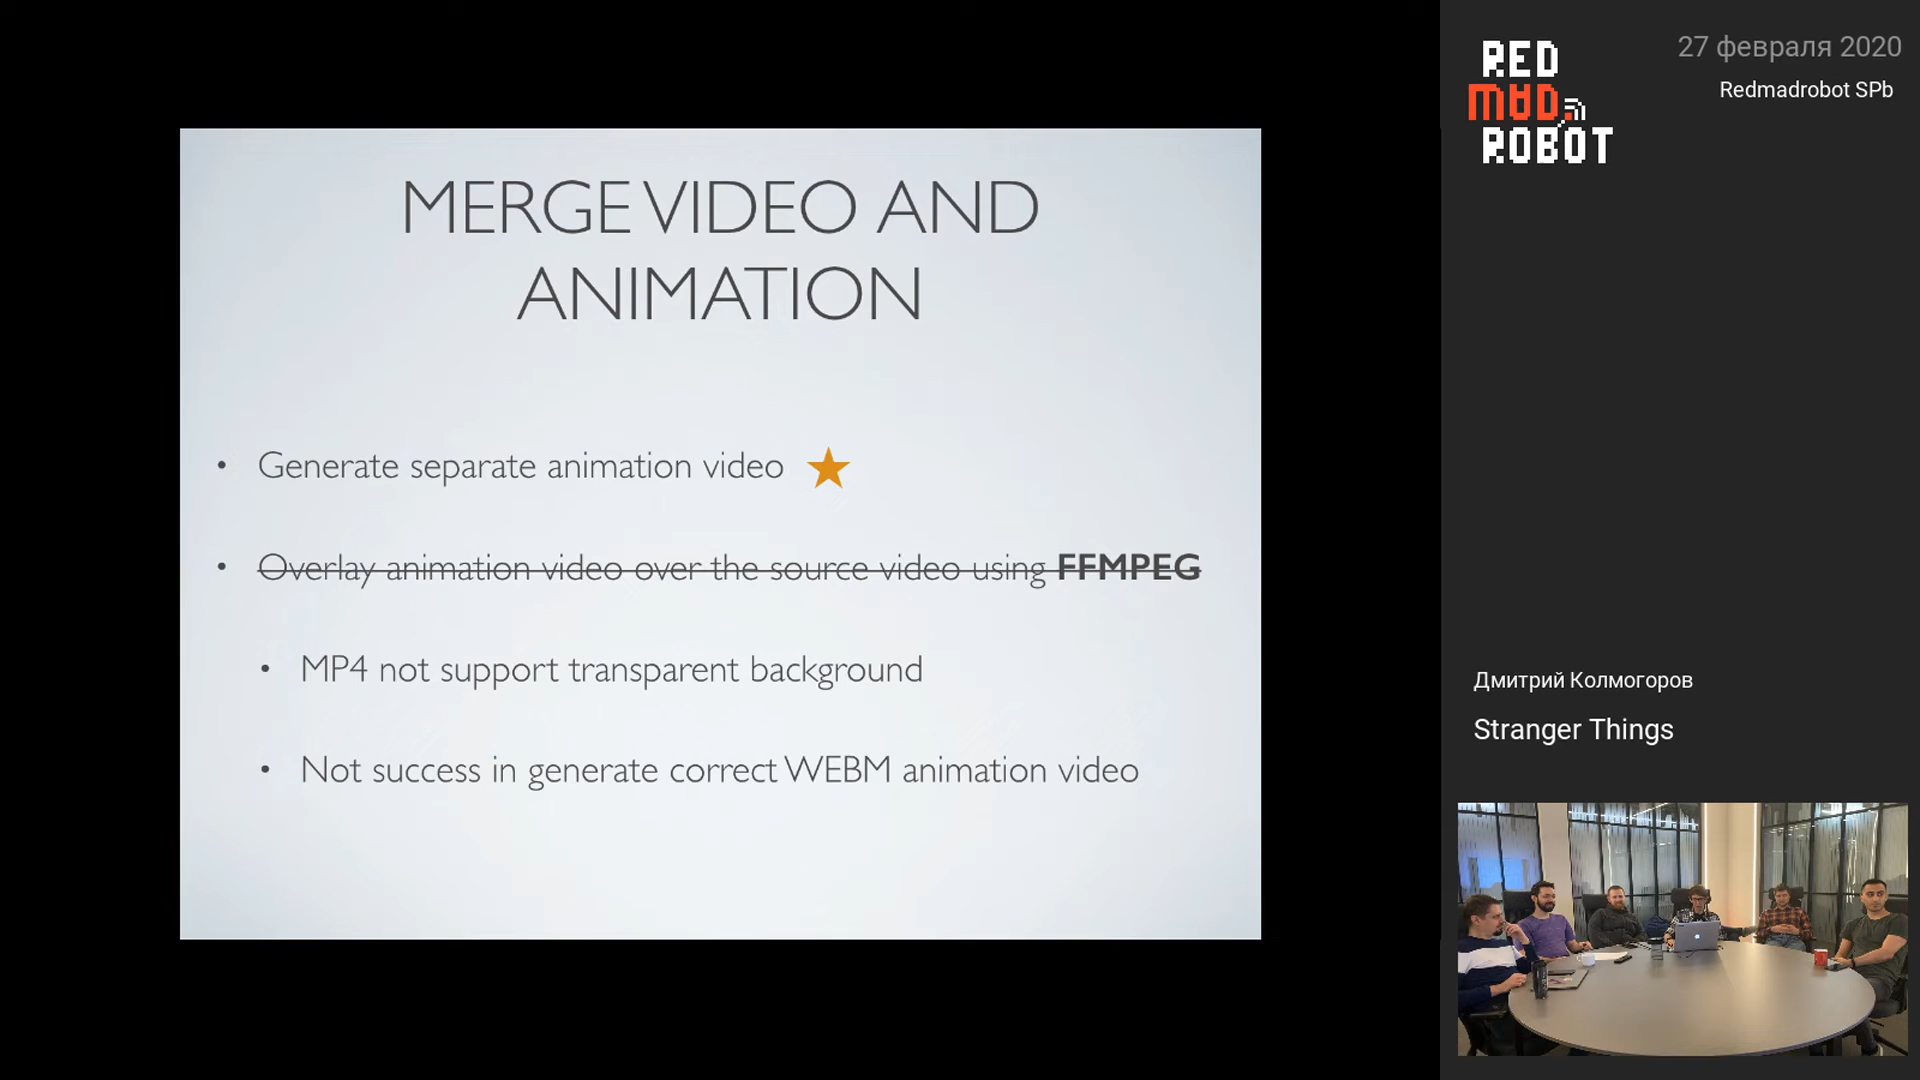 MERGE VIDEO AND
ANIMATION
• Generate separate animation video
• Overlay animation video over the source video using FFMPEG
• MP4 not support transparent background
• Not success in generate correct WEBM animation video
RED
MAD
ROBOT
27 февраля 2020
Redmadrobot SPb
Дмитрий Колмогоров
Stranger Things